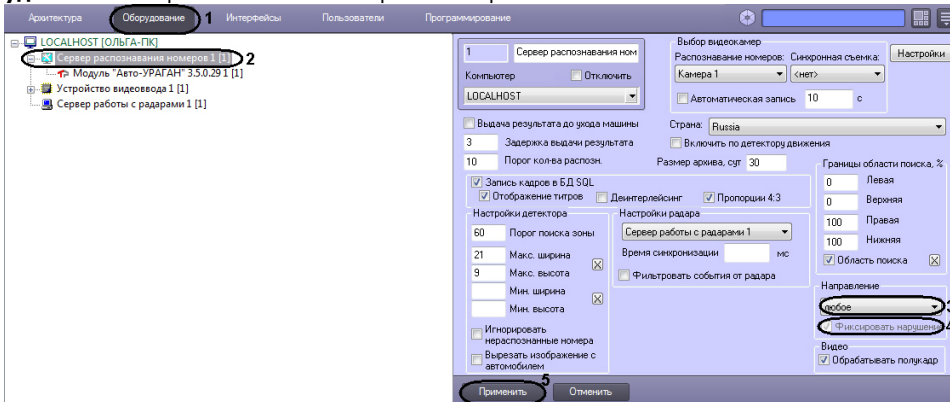 Архитектура Оборудование 1 Интерфейсы Пользователи Программирование
LOCALHOST [ОЛЬГА-ПК]
Сервер распознавания номеров 1 [1] 2
Модуль "Авто-УРАГАН" 3.5.0.29 1 [1]
Устройство видеоввода 1 [1]
Сервер работы с радарами 1 [1]
1 Сервер распознавания ном
Компьютер Отключить
LOCALHOST
Выбор видеокамер
Распознавание номеров: Синхронная съемка: Настройки
Камера 1 <нет>
Автоматическая запись 10 с
Выдача результата до ухода машины
3 Задержка выдачи результата
10 Порог кол-ва распозн.
Страна: Russia
Включить по детектору движения
Размер архива, сут 30
Запись кадров в БД SQL
Отображение титров Деинтерлейсинг Пропорции 4:3
Границы области поиска, %
0 Левая
0 Верхняя
100 Правая
100 Нижняя
Область поиска
Настройки детектора
60 Порог поиска зоны
21 Макс. ширина
9 Макс. высота
Мин. ширина
Мин. высота
Игнорировать
нераспознанные номера
Вырезать изображение с
автомобилем
Настройки радара
Сервер работы с радарами 1
Время синхронизации мс
Фильтровать события от радара
Направление
любое 3
Фиксировать нарушение 4
Видео
Обрабатывать полукадр
5
Применить Отменить